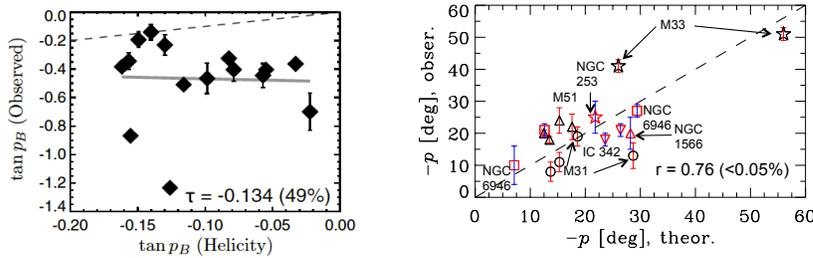 0.0
-0.2
-0.4
-0.6
-0.8
-1.0
-1.2
-1.4
tan p_B (Observed)
τ = -0.134 (49%)
-0.20
-0.15
-0.10
-0.05
0.00
tan p_B (Helicity)
60
50
40
30
20
10
0
−p [deg], obser.
M33
NGC
253
M51
NGC
6946
NGC
1566
IC 342
M31
NGC
6946
r = 0.76 (<0.05%)
0
10
20
30
40
50
60
−p [deg], theor.